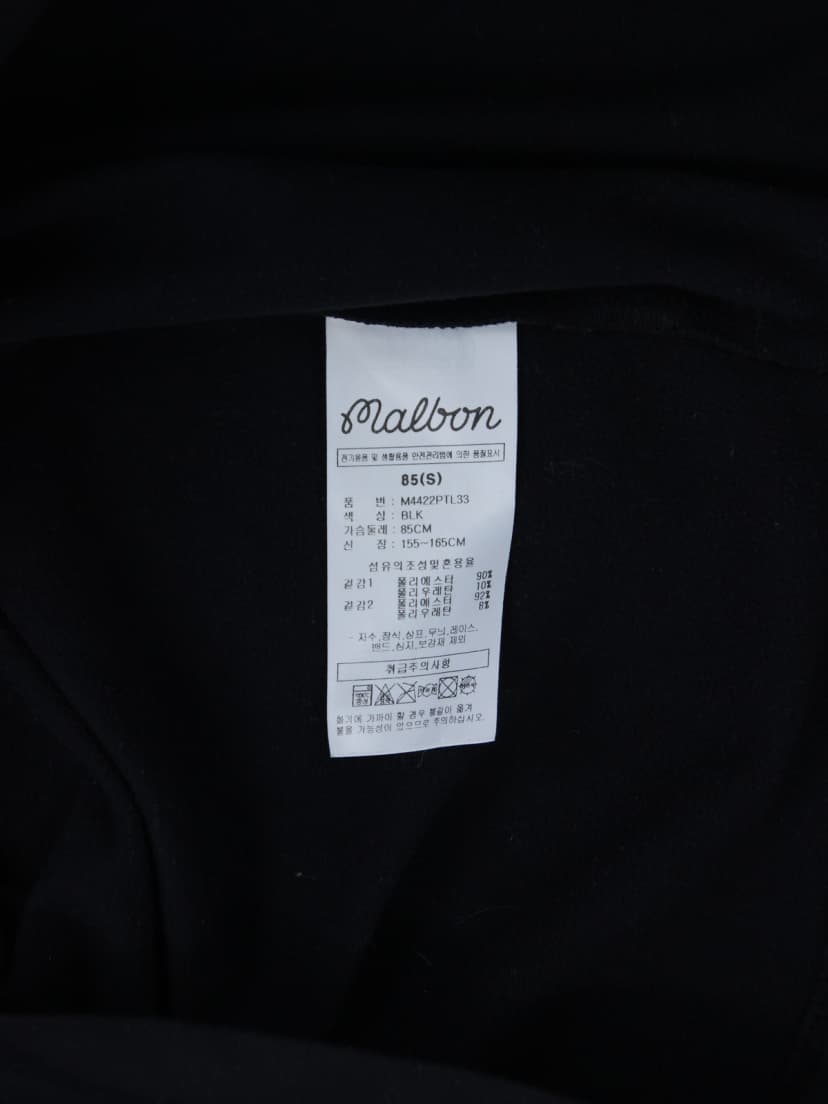 malbon
전기용품 및 생활용품 안전관리법에 의한 품질표시
85(S)
품 번 : M4422PTL33
색 상 : BLK
가슴둘레 : 85CM
신 장 : 155~165CM
섬유의조성및혼용율
겉감1 폴리에스터 90%
폴리우레탄 10%
겉감2 폴리에스터 92%
폴리우레탄 8%
- 자수,장식,상표,무늬,레이스,
밴드,심지,보강재 제외
취급주의사항
화기에 가까이 할 경우 불길이 옮겨
붙을 가능성이 있으므로 주의하십시오.